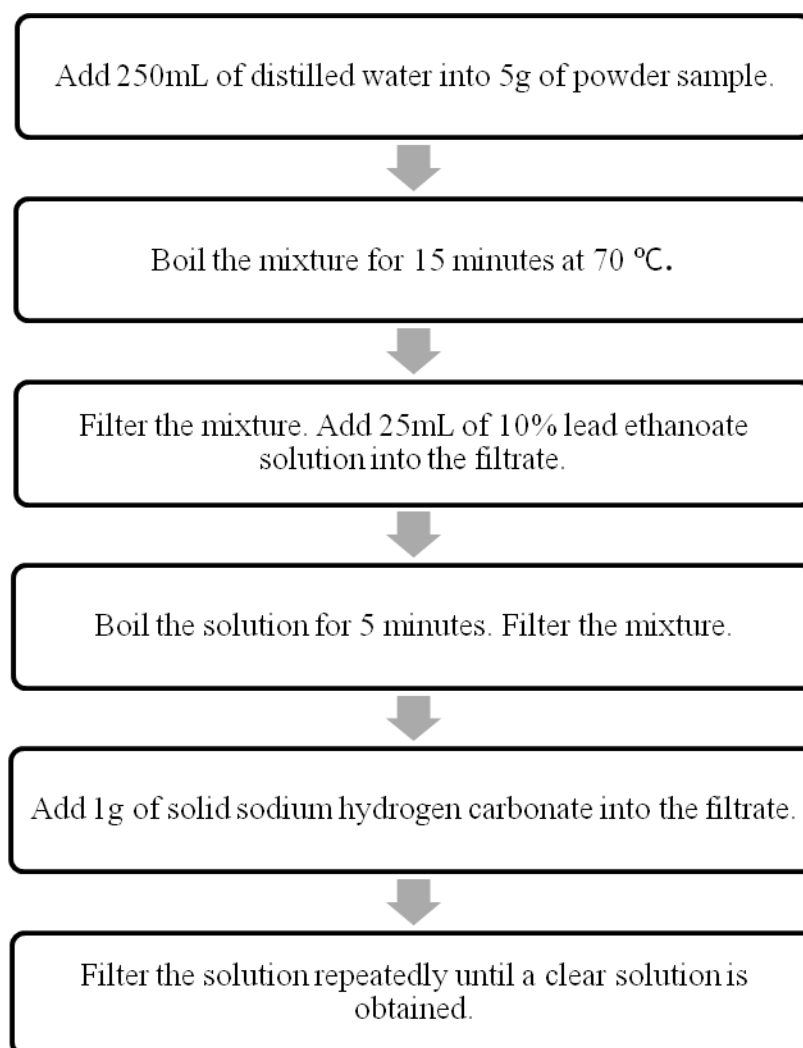 Add 250mL of distilled water into 5g of powder sample.
Boil the mixture for 15 minutes at 70 ℃.
Filter the mixture. Add 25mL of 10% lead ethanoate
solution into the filtrate.
Boil the solution for 5 minutes. Filter the mixture.
Add 1g of solid sodium hydrogen carbonate into the filtrate.
Filter the solution repeatedly until a clear solution is
obtained.